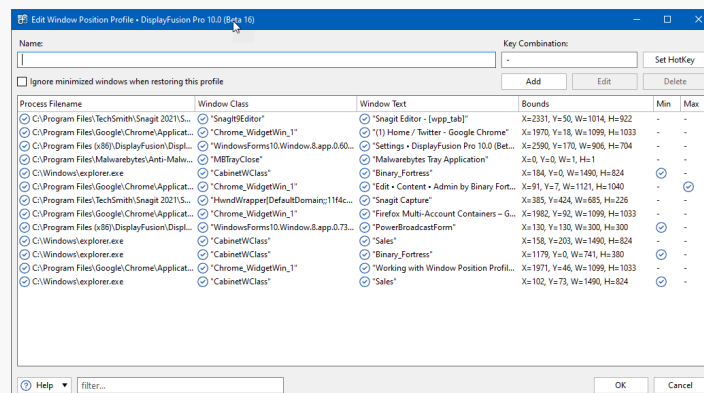 Edit Window Position Profile • DisplayFusion Pro 10.0 (Beta 16)
Name: Key Combination:
- Set HotKey
Ignore minimized windows when restoring this profile Add Edit Delete
Process Filename Window Class Window Text Bounds Min Max
C:\Program Files\TechSmith\Snagit 2021\S... "SnagIt9Editor" "Snagit Editor - [wpp_tab]" X=2331, Y=50, W=1014, H=922 - -
C:\Program Files\Google\Chrome\Applicat... "Chrome_WidgetWin_1" "(1) Home / Twitter - Google Chrome" X=1970, Y=18, W=1099, H=1033 - -
C:\Program Files (x86)\DisplayFusion\Displ... "WindowsForms10.Window.8.app.0.60... "Settings • DisplayFusion Pro 10.0 (Bet... X=2590, Y=170, W=906, H=704 - -
C:\Program Files\Malwarebytes\Anti-Malw... "MBTrayClose" "Malwarebytes Tray Application" X=0, Y=0, W=1, H=1 - -
C:\Windows\explorer.exe "CabinetWClass" "Binary_Fortress" X=184, Y=0, W=1490, H=824 -
C:\Program Files\Google\Chrome\Applicat... "Chrome_WidgetWin_1" "Edit • Content • Admin by Binary Fort... X=91, Y=7, W=1121, H=1040 -
C:\Program Files\TechSmith\Snagit 2021\S... "HwndWrapper[DefaultDomain;;11f4c... "Snagit Capture" X=385, Y=424, W=685, H=226 - -
C:\Program Files\Google\Chrome\Applicat... "Chrome_WidgetWin_1" "Firefox Multi-Account Containers – G... X=1982, Y=92, W=1099, H=1033 - -
C:\Program Files (x86)\DisplayFusion\Displ... "WindowsForms10.Window.8.app.0.73... "PowerBroadcastForm" X=130, Y=130, W=300, H=300 -
C:\Windows\explorer.exe "CabinetWClass" "Sales" X=158, Y=203, W=1490, H=824 - -
C:\Windows\explorer.exe "CabinetWClass" "Binary_Fortress" X=1179, Y=0, W=741, H=380 -
C:\Program Files\Google\Chrome\Applicat... "Chrome_WidgetWin_1" "Working with Window Position Profil... X=1971, Y=46, W=1099, H=1033 - -
C:\Windows\explorer.exe "CabinetWClass" "Sales" X=102, Y=73, W=1490, H=824 -
Help filter... OK Cancel